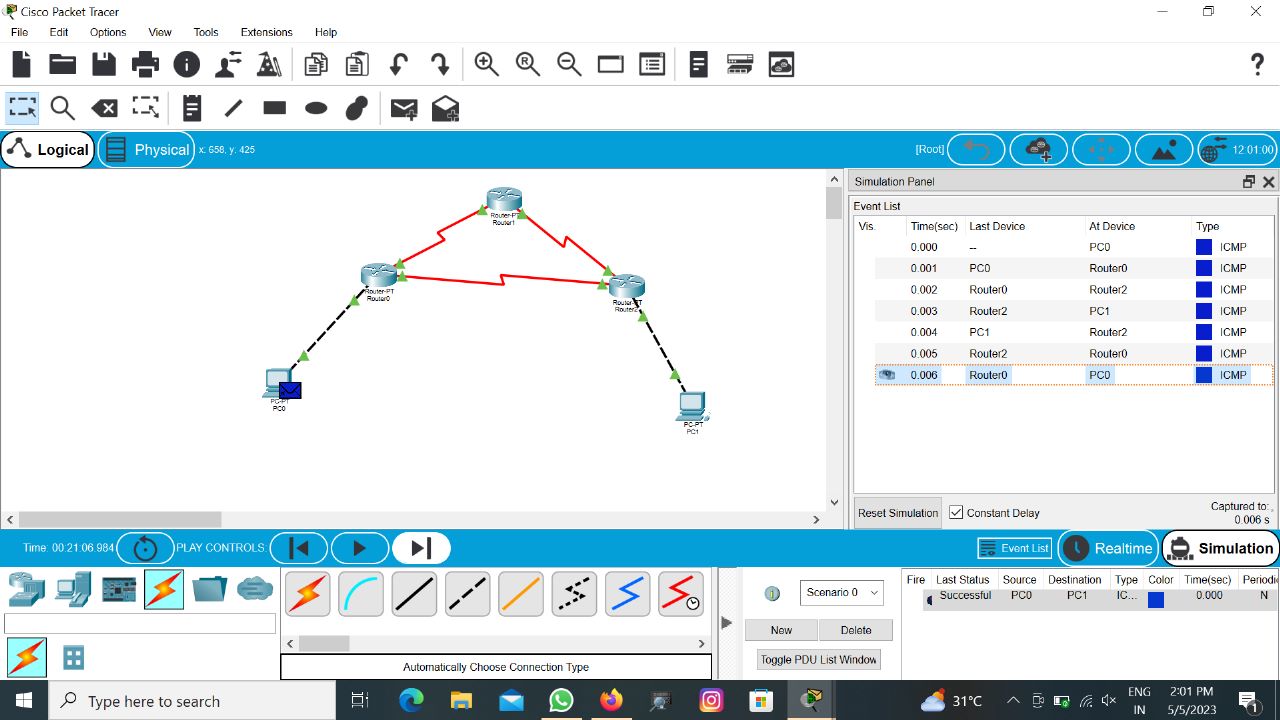 Cisco Packet Tracer
File Edit Options View Tools Extensions Help
R
?
Logical Physical x: 658, y: 425 [Root] 12:01:00
Simulation Panel
Event List
Vis. Time(sec) Last Device At Device Type
0.000 -- PC0 ICMP
0.001 PC0 Router0 ICMP
0.002 Router0 Router2 ICMP
0.003 Router2 PC1 ICMP
0.004 PC1 Router2 ICMP
0.005 Router2 Router0 ICMP
0.006 Router0 PC0 ICMP
Router-PT
Router1
Router-PT
Router0
Router-PT
Router2
PC-PT
PC0
PC-PT
PC1
Reset Simulation Constant Delay Captured to:
0.006 s
Time: 00:21:06.984 PLAY CONTROLS: Event List Realtime Simulation
Scenario 0
New Delete
Toggle PDU List Window
Fire Last Status Source Destination Type Color Time(sec) Periodi
Successful PC0 PC1 IC... 0.000 N
Automatically Choose Connection Type
Type here to search
31°C
ENG
IN
2:01 PM
5/5/2023
1